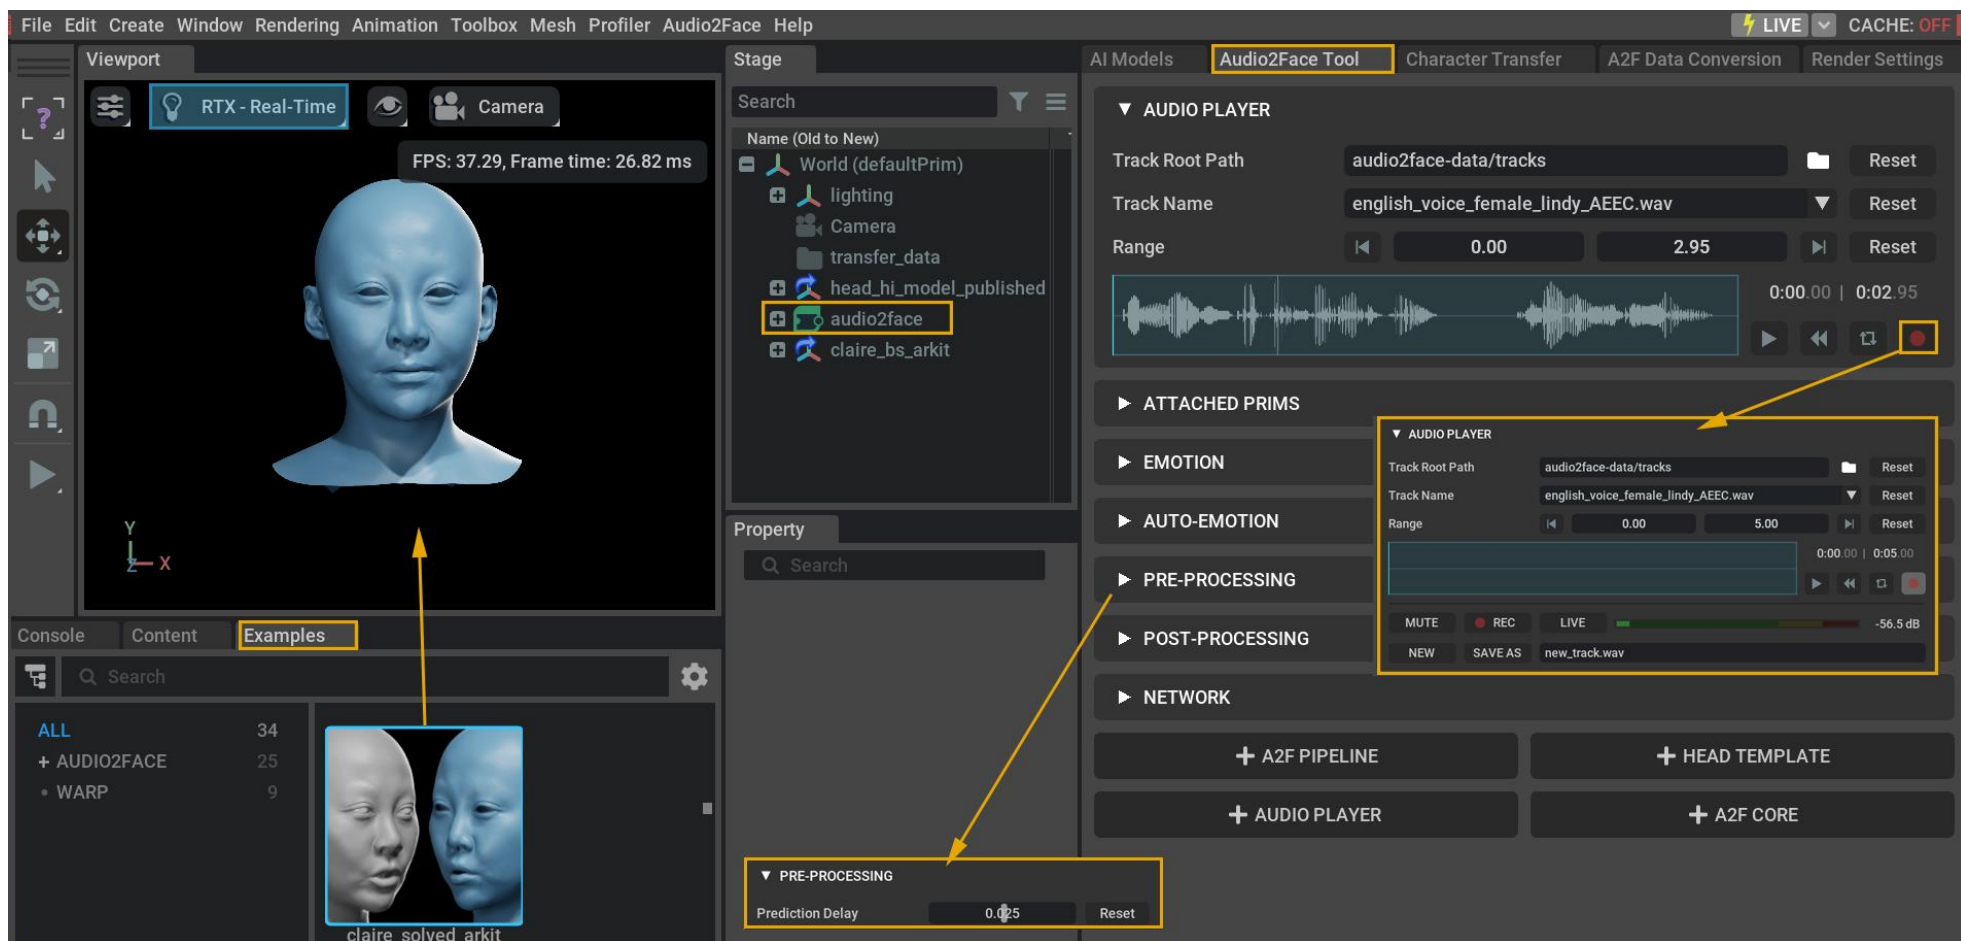 File Edit Create Window Rendering Animation Toolbox Mesh Profiler Audio2Face Help
LIVE
CACHE: OFF
Viewport
RTX - Real-Time
Camera
FPS: 37.29, Frame time: 26.82 ms
Y
Z
X
Console
Content
Examples
Search
ALL 34
+ AUDIO2FACE 25
WARP 9
claire_solved_arkit
Stage
Search
Name (Old to New)
World (defaultPrim)
lighting
Camera
transfer_data
head_hi_model_published
audio2face
claire_bs_arkit
Property
Search
PRE-PROCESSING
Prediction Delay 0.025 Reset
AI Models
Audio2Face Tool
Character Transfer
A2F Data Conversion
Render Settings
AUDIO PLAYER
Track Root Path audio2face-data/tracks Reset
Track Name english_voice_female_lindy_AEEC.wav Reset
Range 0.00 2.95 Reset
0:00.00 | 0:02.95
ATTACHED PRIMS
EMOTION
AUTO-EMOTION
PRE-PROCESSING
POST-PROCESSING
NETWORK
AUDIO PLAYER
Track Root Path audio2face-data/tracks Reset
Track Name english_voice_female_lindy_AEEC.wav Reset
Range 0.00 5.00 Reset
0:00.00 | 0:05.00
MUTE REC LIVE -56.5 dB
NEW SAVE AS new_track.wav
+ A2F PIPELINE
+ HEAD TEMPLATE
+ AUDIO PLAYER
+ A2F CORE